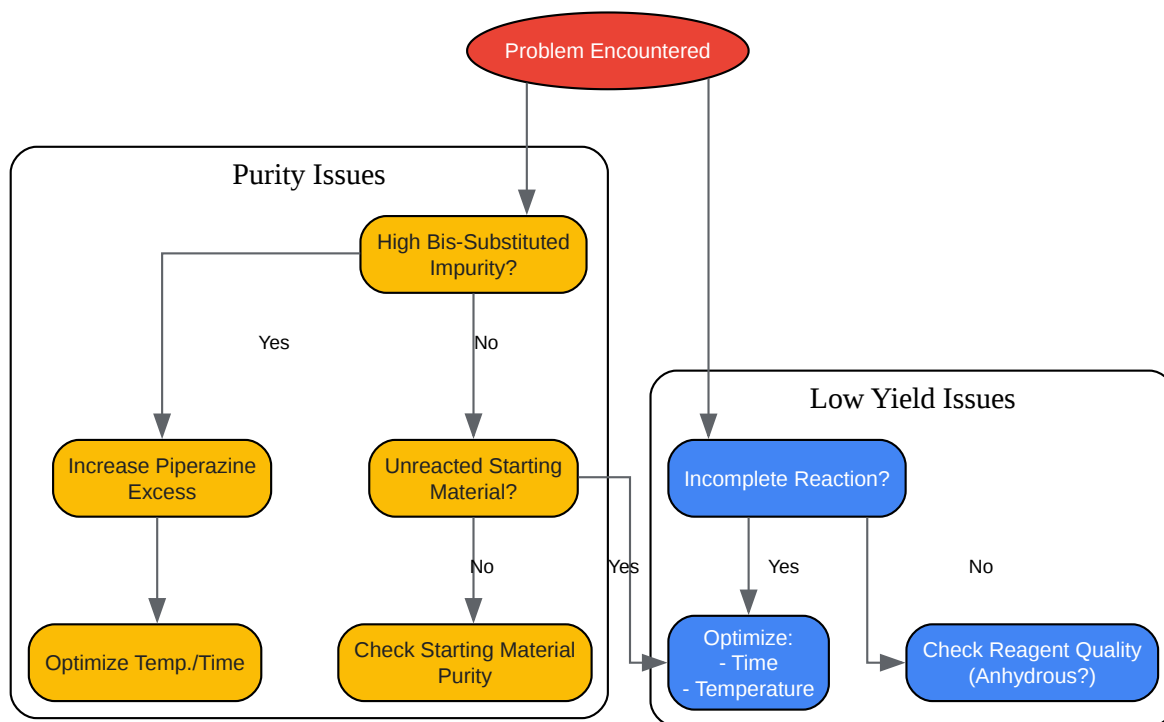 Problem Encountered
Purity Issues
High Bis-Substituted
Impurity?
Yes
No
Low Yield Issues
Increase Piperazine
Excess
Unreacted Starting
Material?
Incomplete Reaction?
No
Yes
Yes
No
Optimize Temp./Time
Check Starting Material
Purity
Optimize:
- Time
- Temperature
Check Reagent Quality
(Anhydrous?)